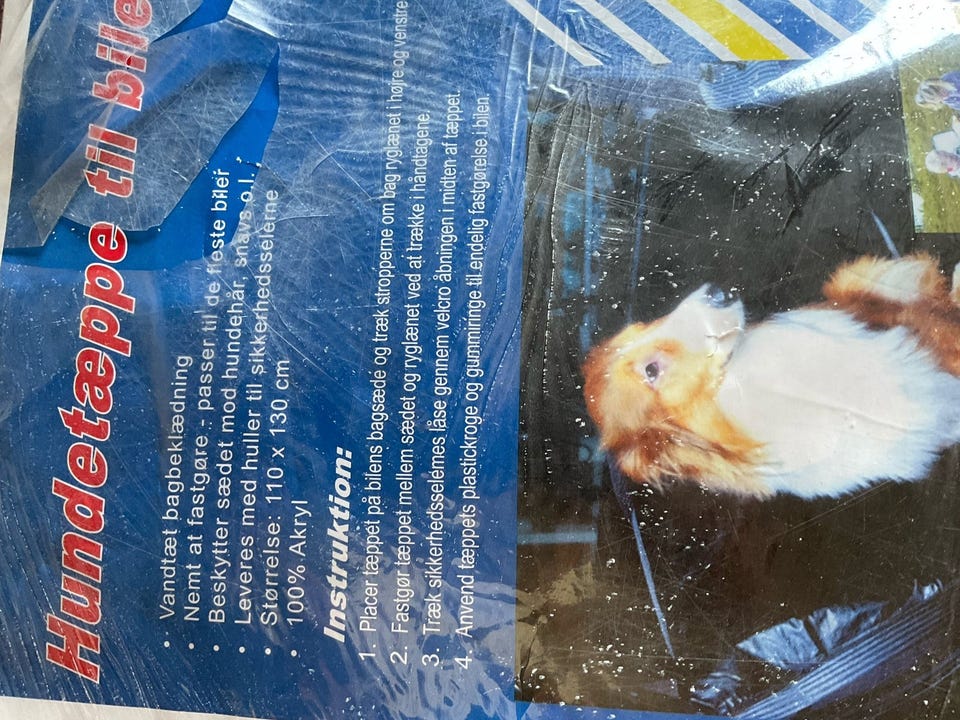 Hundetæppe til bile
• Vandtæt bagbeklædning
• Nemt at fastgøre - passer til de fleste biler
• Beskytter sædet mod hundehår, snavs o.l.
• Leveres med huller til sikkerhedsselerne
• Størrelse: 110 x 130 cm
• 100% Akryl
Instruktion:
1. Placer tæppet på bilens bagsæde og træk stropperne om bag ryglænet i højre og venstre
2. Fastgør tæppet mellem sædet og ryglænet ved at trække i håndtagene.
3. Træk sikkerhedsselernes låse gennem velcro åbningen i midten af tæppet.
4. Anvend tæppets plastickroge og gummiringe til endelig fastgørelse i bilen.